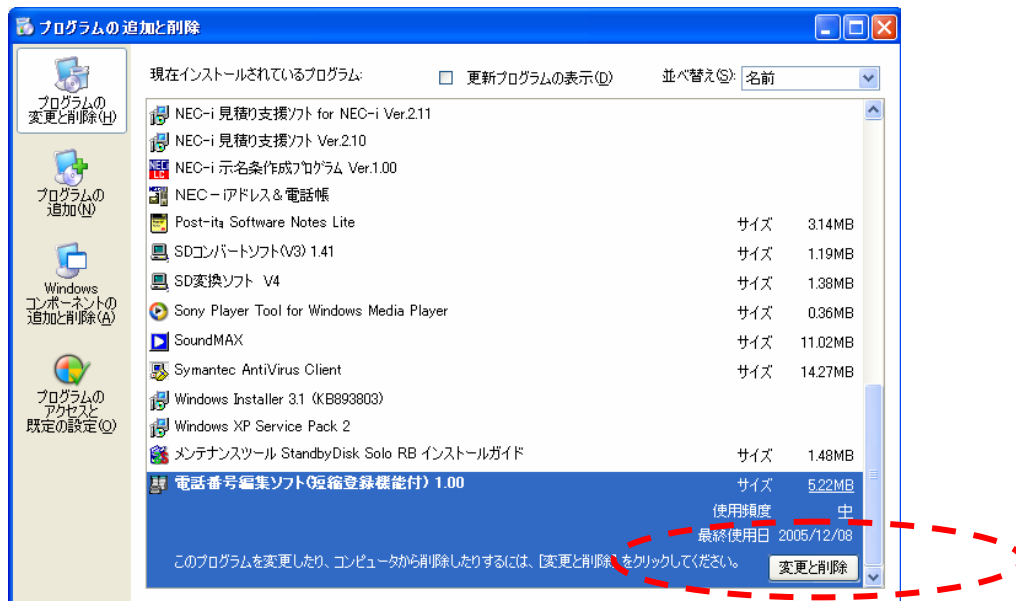 プログラムの追加と削除
現在インストールされているプログラム:
更新プログラムの表示(D)
並べ替え(S): 名前
プログラムの
変更と削除(H)
プログラムの
追加(N)
Windows
コンポーネントの
追加と削除(A)
プログラムの
アクセスと
既定の設定(O)
NEC-i 見積り支援ソフト for NEC-i Ver.2.11
NEC-i 見積り支援ソフト Ver.2.10
NEC-i 示名条作成プログラム Ver.1.00
NEC-iアドレス&電話帳
Post-it® Software Notes Lite サイズ 3.14MB
SDコンバートソフト(V3) 1.41 サイズ 1.19MB
SD変換ソフト V4 サイズ 1.38MB
Sony Player Tool for Windows Media Player サイズ 0.36MB
SoundMAX サイズ 11.02MB
Symantec AntiVirus Client サイズ 14.27MB
Windows Installer 3.1 (KB893803)
Windows XP Service Pack 2
メンテナンスツール StandbyDisk Solo RB インストールガイド サイズ 1.48MB
電話番号編集ソフト(短縮登録機能付) 1.00 サイズ 5.22MB
使用頻度 中
最終使用日 2005/12/08
このプログラムを変更したり、コンピュータから削除したりするには、[変更と削除] をクリックしてください。 変更と削除